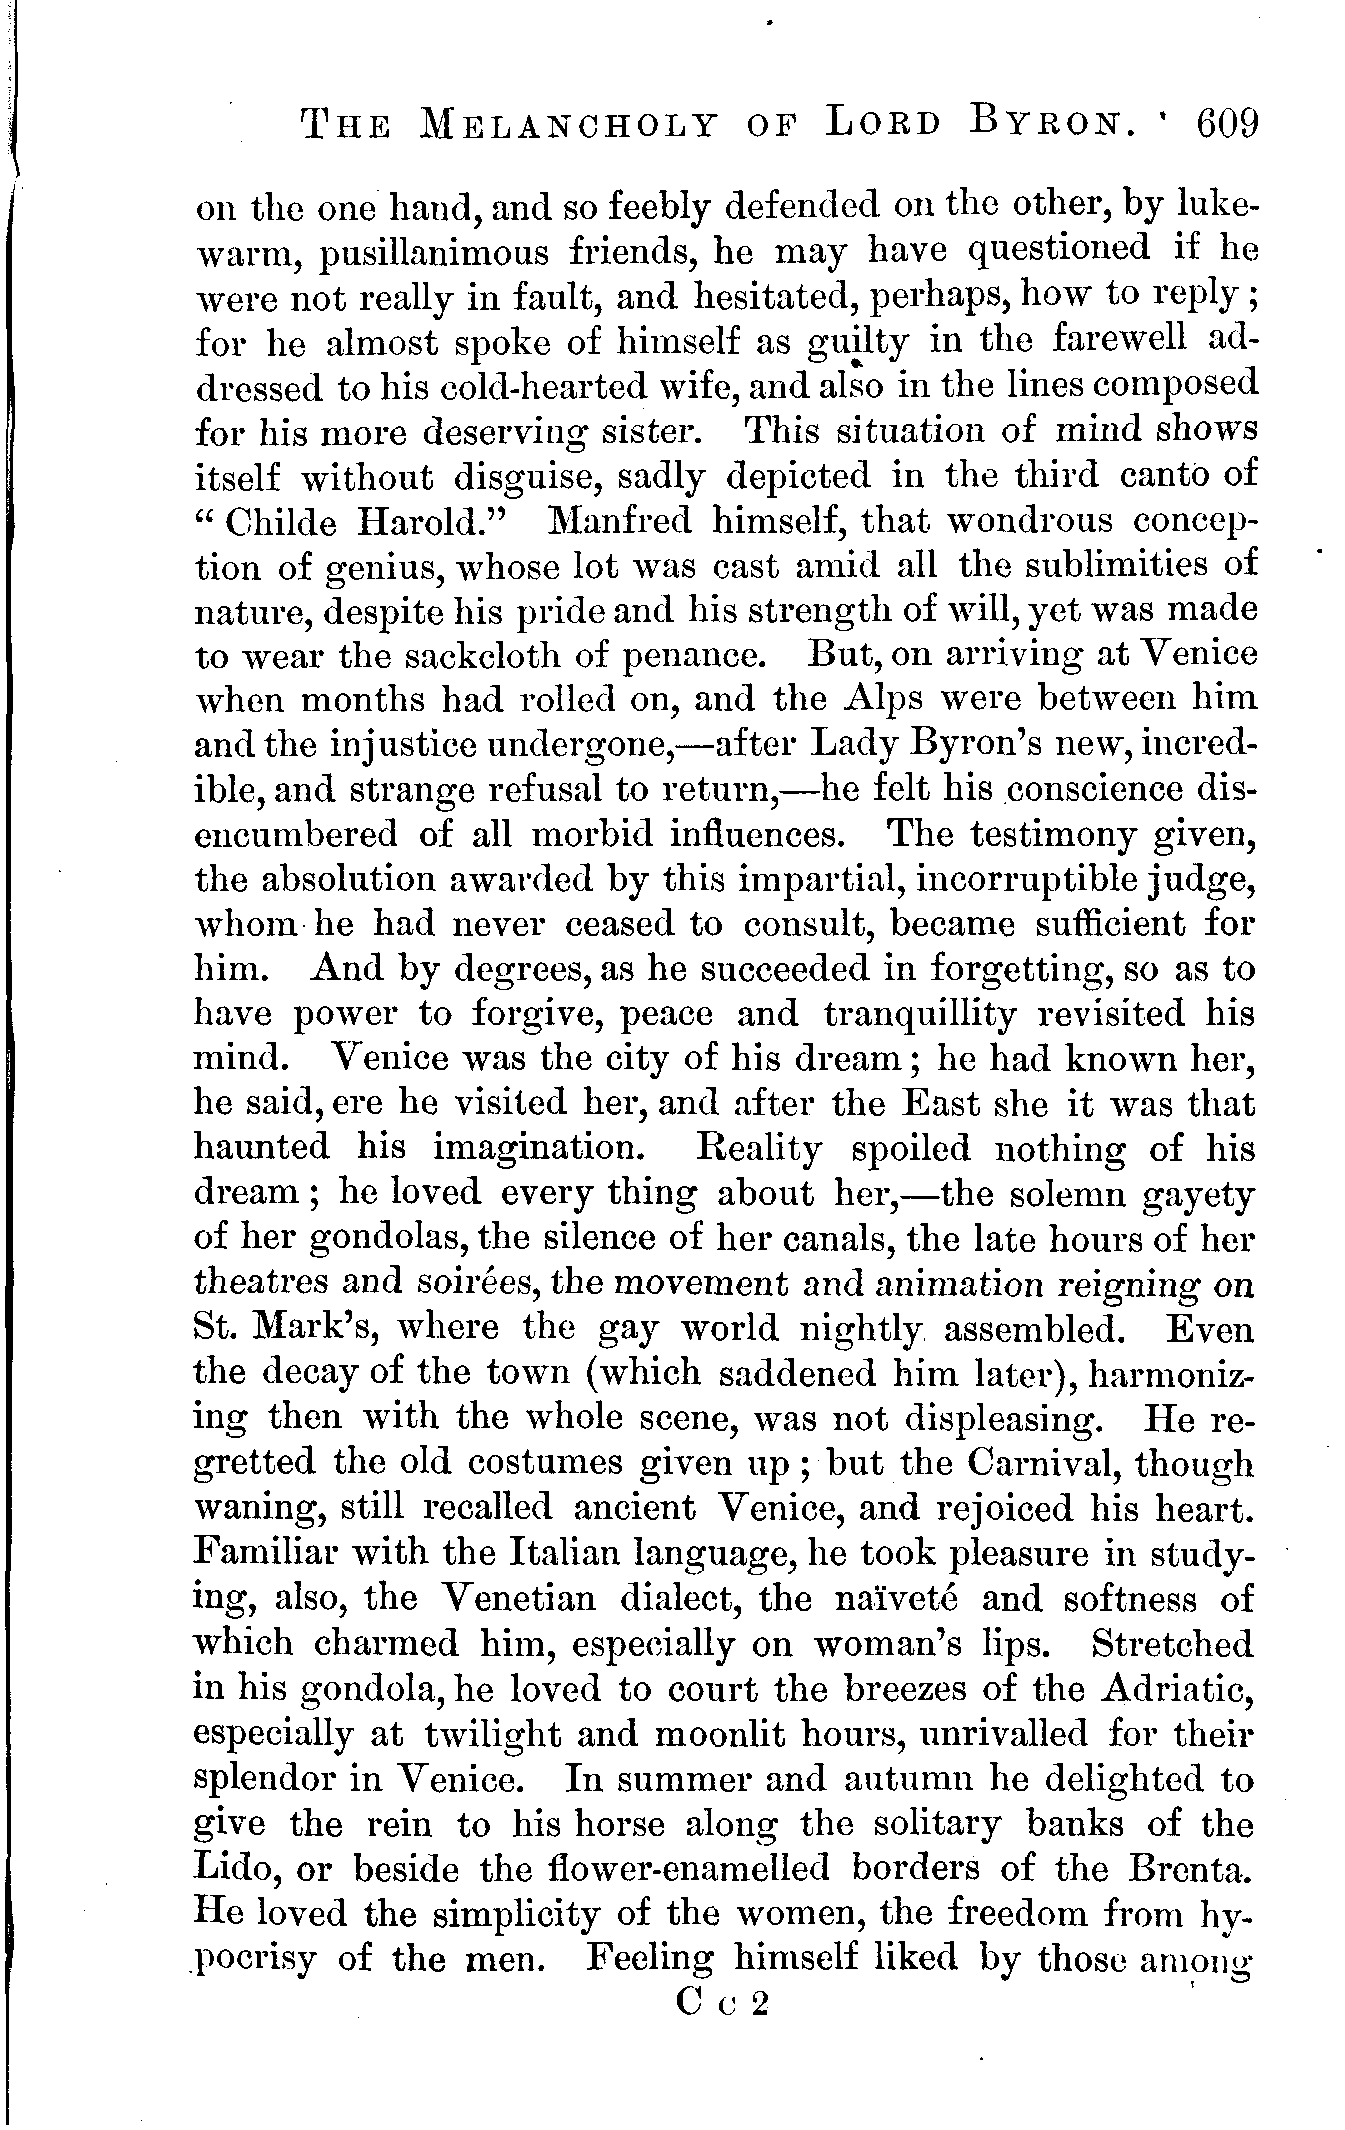 THE MELANCHOLY OF LORD BYRON. 609
on the one hand, and so feebly defended on the other, by luke-
warm, pusillanimous friends, he may have questioned if he
were not really in fault, and hesitated, perhaps, how to reply;
for he almost spoke of himself as guilty in the farewell ad-
dressed to his cold-hearted wife, and also in the lines composed
for his more deserving sister. This situation of mind shows
itself without disguise, sadly depicted in the third canto of
“Childe Harold.” Manfred himself, that wondrous concep-
tion of genius, whose lot was cast amid all the sublimities of
nature, despite his pride and his strength of will, yet was made
to wear the sackcloth of penance. But, on arriving at Venice
when months had rolled on, and the Alps were between him
and the injustice undergone,—after Lady Byron’s new, incred-
ible, and strange refusal to return,—he felt his conscience dis-
encumbered of all morbid influences. The testimony given,
the absolution awarded by this impartial, incorruptible judge,
whom he had never ceased to consult, became sufficient for
him. And by degrees, as he succeeded in forgetting, so as to
have power to forgive, peace and tranquillity revisited his
mind. Venice was the city of his dream; he had known her,
he said, ere he visited her, and after the East she it was that
haunted his imagination. Reality spoiled nothing of his
dream; he loved every thing about her,—the solemn gayety
of her gondolas, the silence of her canals, the late hours of her
theatres and soirées, the movement and animation reigning on
St. Mark’s, where the gay world nightly assembled. Even
the decay of the town (which saddened him later), harmoniz-
ing then with the whole scene, was not displeasing. He re-
gretted the old costumes given up; but the Carnival, though
waning, still recalled ancient Venice, and rejoiced his heart.
Familiar with the Italian language, he took pleasure in study-
ing, also, the Venetian dialect, the naïveté and softness of
which charmed him, especially on woman’s lips. Stretched
in his gondola, he loved to court the breezes of the Adriatic,
especially at twilight and moonlit hours, unrivalled for their
splendor in Venice. In summer and autumn he delighted to
give the rein to his horse along the solitary banks of the
Lido, or beside the flower-enamelled borders of the Brenta.
He loved the simplicity of the women, the freedom from hy-
pocrisy of the men. Feeling himself liked by those among
C c 2